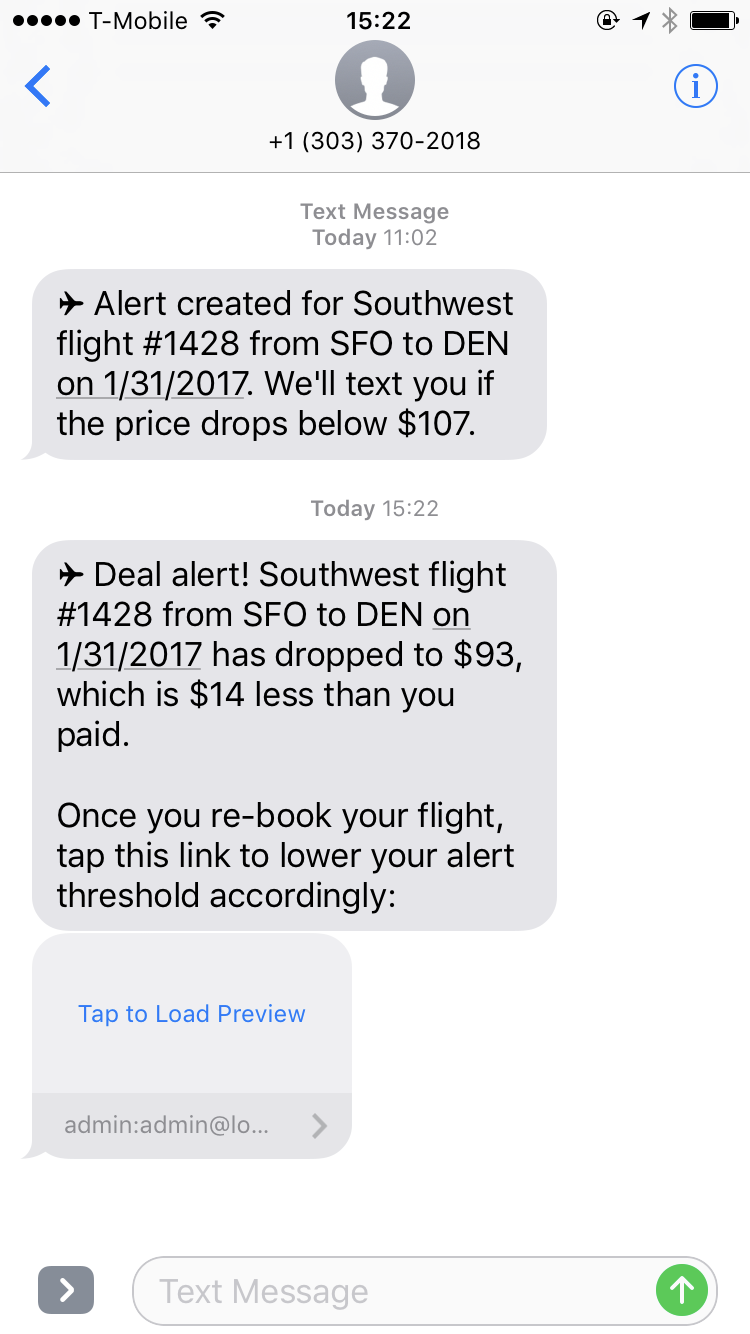 T-Mobile 15:22
+1 (303) 370-2018
Text Message
Today 11:02
✈ Alert created for Southwest
flight #1428 from SFO to DEN
on 1/31/2017. We'll text you if
the price drops below $107.
Today 15:22
✈ Deal alert! Southwest flight
#1428 from SFO to DEN on
1/31/2017 has dropped to $93,
which is $14 less than you
paid.
Once you re-book your flight,
tap this link to lower your alert
threshold accordingly:
Tap to Load Preview
admin:admin@lo...
Text Message